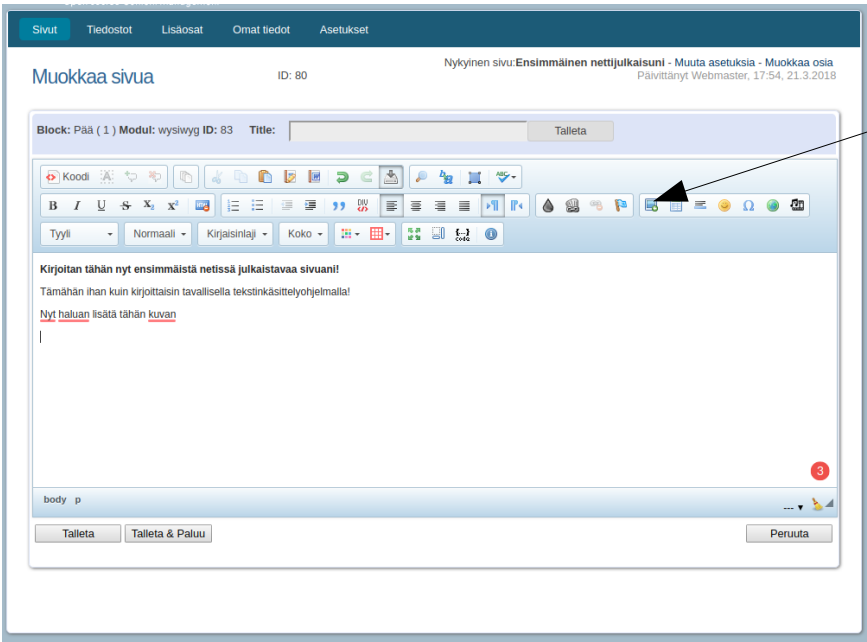 Sivut Tiedostot Lisäosat Omat tiedot Asetukset
Muokkaa sivua
ID: 80
Nykyinen sivu:Ensimmäinen nettijulkaisuni - Muuta asetuksia - Muokkaa osia
Päivittänyt Webmaster, 17:54, 21.3.2018
Block: Pää ( 1 ) Modul: wysiwyg ID: 83 Title: Talleta
Koodi
Tyyli Normaali Kirjaisinlaji Koko
Kirjoitan tähän nyt ensimmäistä netissä julkaistavaa sivuani!
Tämähän ihan kuin kirjoittaisin tavallisella tekstinkäsittelyohjelmalla!
Nyt haluan lisätä tähän kuvan
3
body p
---
Talleta Talleta & Paluu Peruuta